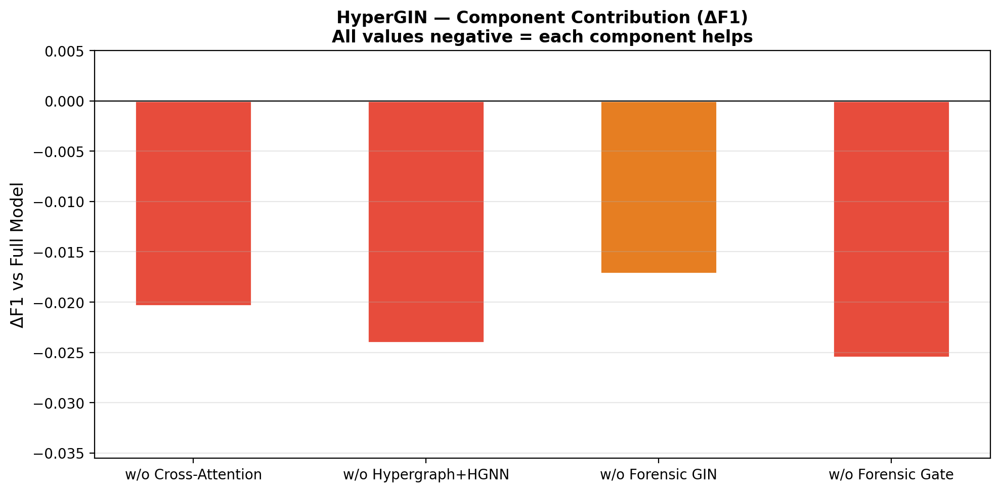 HyperGIN — Component Contribution (ΔF1)
All values negative = each component helps
ΔF1 vs Full Model
0.005
0.000
−0.005
−0.010
−0.015
−0.020
−0.025
−0.030
−0.035
w/o Cross-Attention
w/o Hypergraph+HGNN
w/o Forensic GIN
w/o Forensic Gate